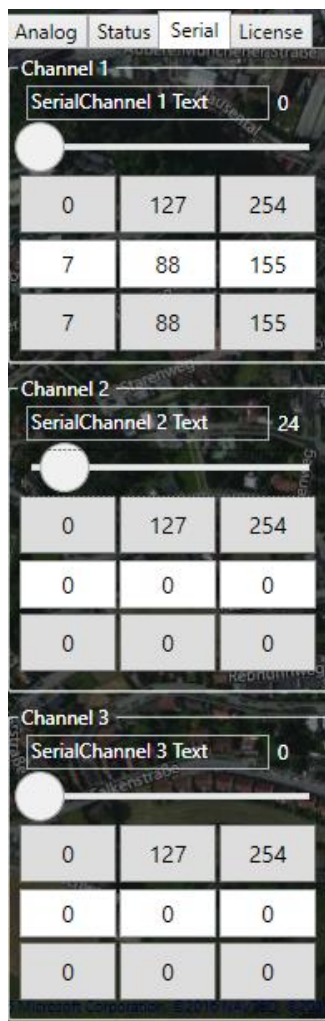 Analog Status Serial License
Channel 1
SerialChannel 1 Text 0
0 127 254
7 88 155
7 88 155
Channel 2
SerialChannel 2 Text 24
0 127 254
0 0 0
0 0 0
Channel 3
SerialChannel 3 Text 0
0 127 254
0 0 0
0 0 0
Microsoft Corporation